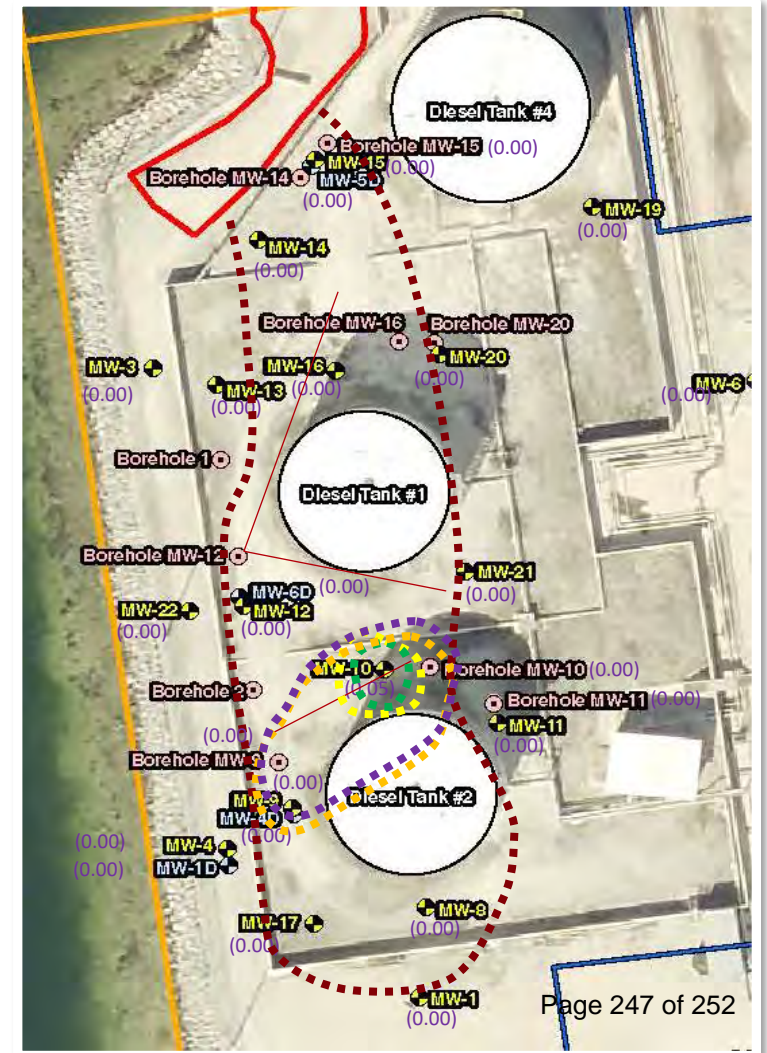 Diesel Tank #4
Borehole MW-15 (0.00)
MW-15
(0.00)
Borehole MW-14
MW-5D
(0.00)
MW-19
(0.00)
MW-14
(0.00)
Borehole MW-16
Borehole MW-20
MW-20
MW-3
(0.00)
MW-16
(0.00)
MW-13
MW-6
(0.00)
Borehole 1
Diesel Tank #1
Borehole MW-12
(0.00)
MW-21
(0.00)
MW-6D
MW-12
(0.00)
MW-22
(0.00)
MW-10
(0.05)
Borehole MW-10 (0.00)
Borehole 2
Borehole MW-11 (0.00)
MW-11
(0.00)
(0.00)
Borehole MW-9
(0.00)
MW-9
MW-4D
(0.00)
Diesel Tank #2
(0.00)
MW-4
(0.00)
MW-1D
MW-8
(0.00)
MW-17
(0.00)
MW-1
(0.00)
Page 247 of 252